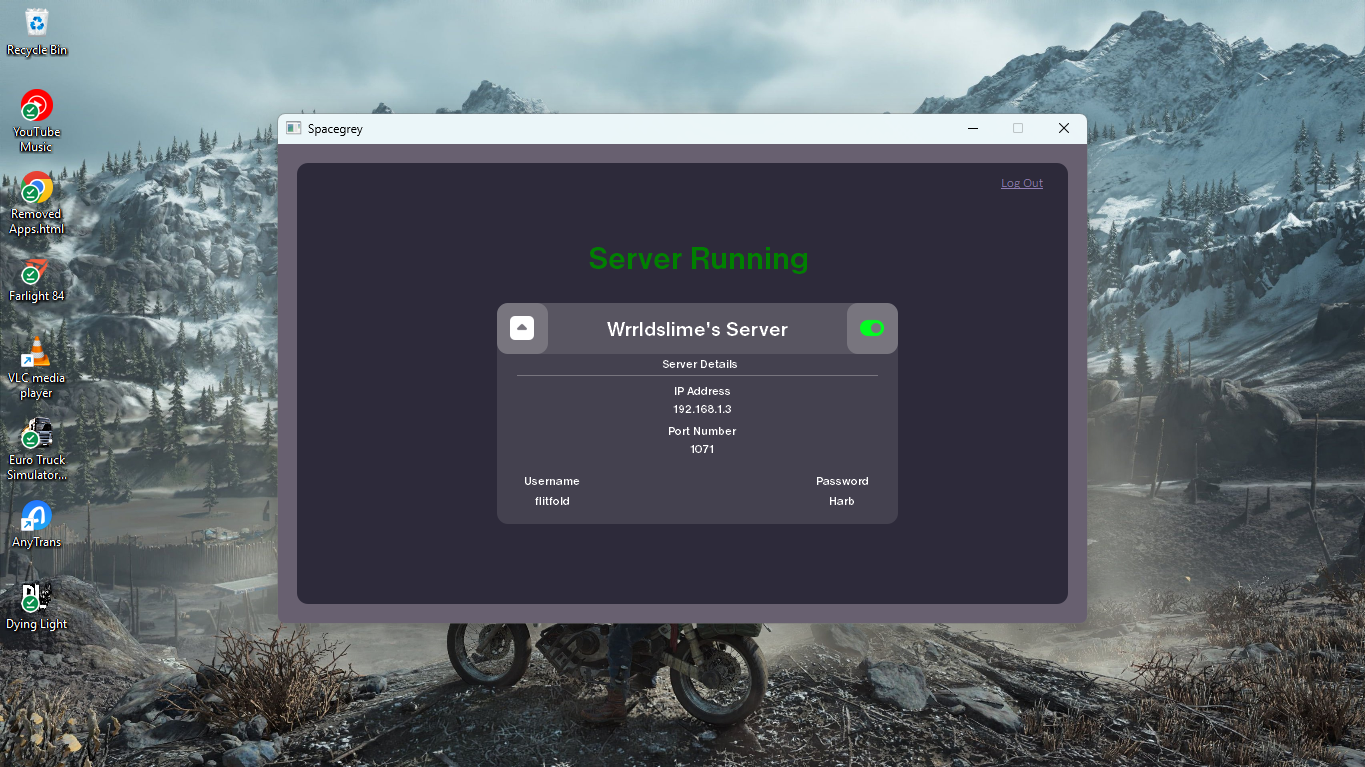 Recycle Bin
YouTube
Music
Removed
Apps.html
Farlight 84
VLC media
player
Euro Truck
Simulator...
AnyTrans
Dying Light
Spacegrey
Log Out
Server Running
Wrrldslime's Server
Server Details
IP Address
192.168.1.3
Port Number
1071
Username
Password
flitfold
Harb